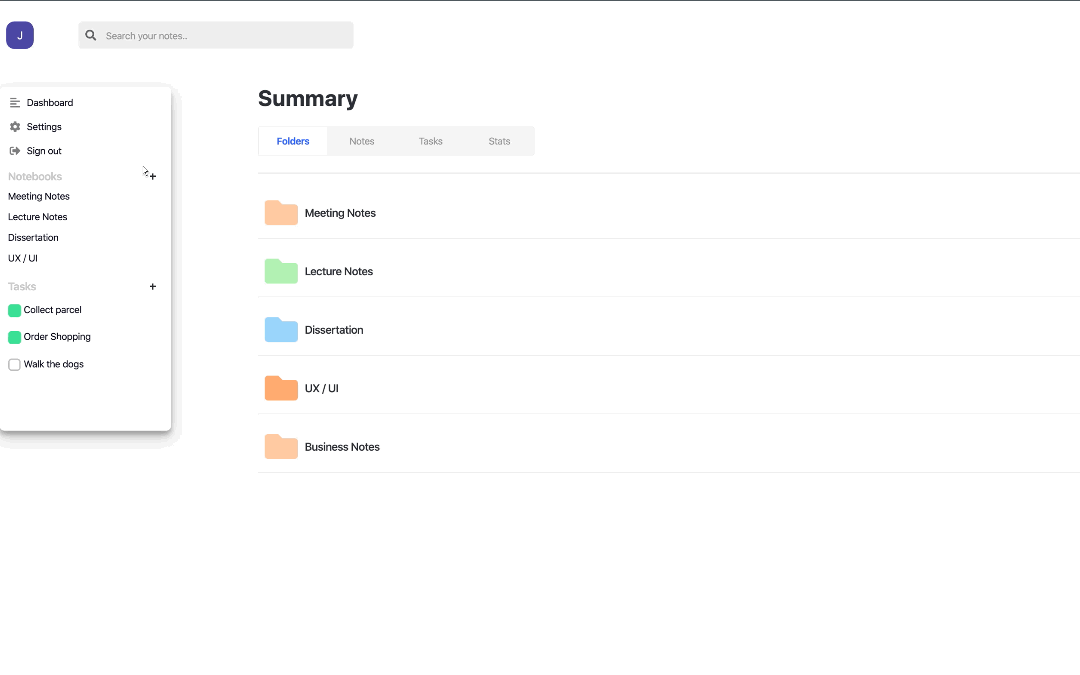 J
Search your notes..
Dashboard
Settings
Sign out
Notebooks +
Meeting Notes
Lecture Notes
Dissertation
UX / UI
Tasks +
Collect parcel
Order Shopping
Walk the dogs
Summary
Folders Notes Tasks Stats
Meeting Notes
Lecture Notes
Dissertation
UX / UI
Business Notes